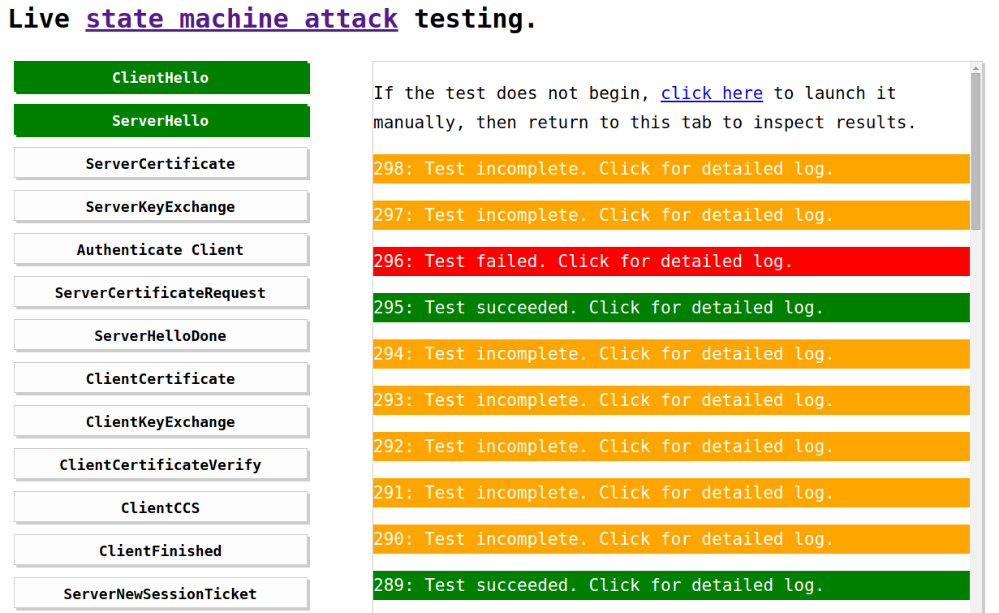 Live state machine attack testing.
ClientHello
ServerHello
ServerCertificate
ServerKeyExchange
Authenticate Client
ServerCertificateRequest
ServerHelloDone
ClientCertificate
ClientKeyExchange
ClientCertificateVerify
ClientCCS
ClientFinished
ServerNewSessionTicket
If the test does not begin, click here to launch it
manually, then return to this tab to inspect results.
298: Test incomplete. Click for detailed log.
297: Test incomplete. Click for detailed log.
296: Test failed. Click for detailed log.
295: Test succeeded. Click for detailed log.
294: Test incomplete. Click for detailed log.
293: Test incomplete. Click for detailed log.
292: Test incomplete. Click for detailed log.
291: Test incomplete. Click for detailed log.
290: Test incomplete. Click for detailed log.
289: Test succeeded. Click for detailed log.